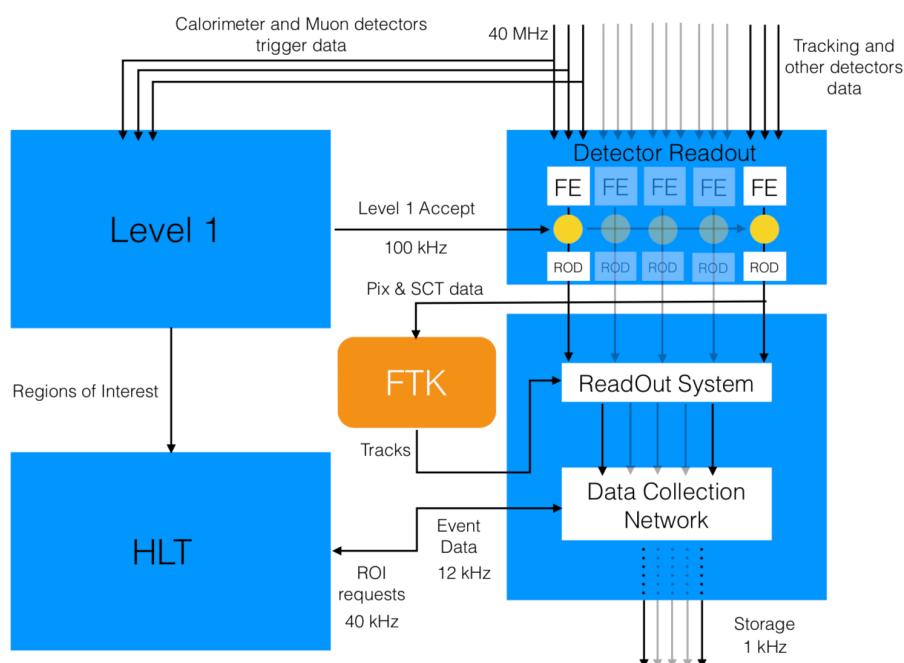 Calorimeter and Muon detectors
trigger data
40 MHz
Tracking and
other detectors
data
Detector Readout
FE
FE
FE
FE
FE
Level 1
Level 1 Accept
100 kHz
ROD
ROD
ROD
ROD
ROD
Pix & SCT data
FTK
ReadOut System
Regions of Interest
Tracks
Data Collection
Network
HLT
Event
Data
12 kHz
ROI
requests
40 kHz
Storage
1 kHz